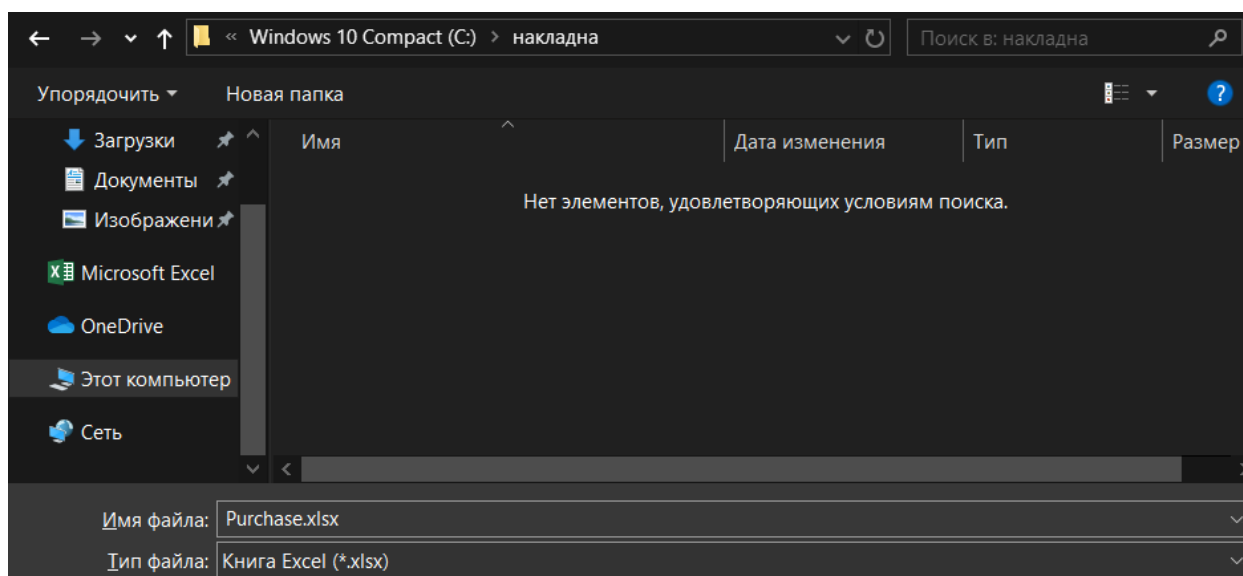 « Windows 10 Compact (C:) > накладна
Поиск в: накладна
Упорядочить Новая папка
Имя Дата изменения Тип Размер
Нет элементов, удовлетворяющих условиям поиска.
Загрузки
Документы
Изображени
Microsoft Excel
OneDrive
Этот компьютер
Сеть
Имя файла: Purchase.xlsx
Тип файла: Книга Excel (*.xlsx)